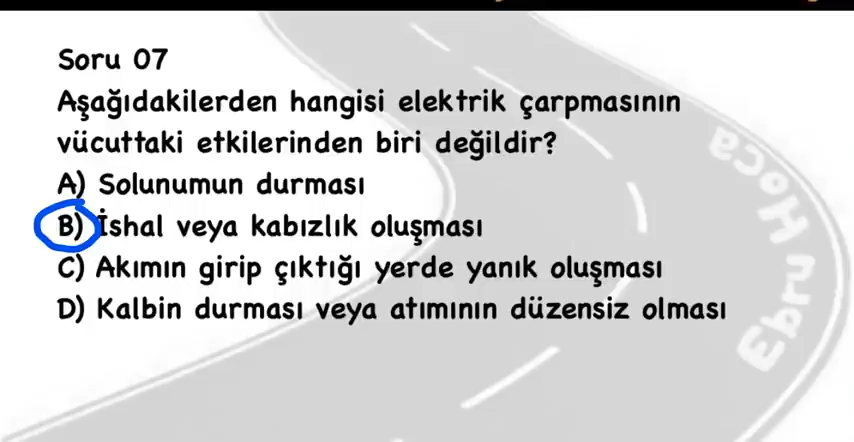 Soru 07
Aşağıdakilerden hangisi elektrik çarpmasının
vücuttaki etkilerinden biri değildir?
A) Solunumun durması
B) İshal veya kabızlık oluşması
C) Akımın girip çıktığı yerde yanık oluşması
D) Kalbin durması veya atımının düzensiz olması
Ebru Hoca